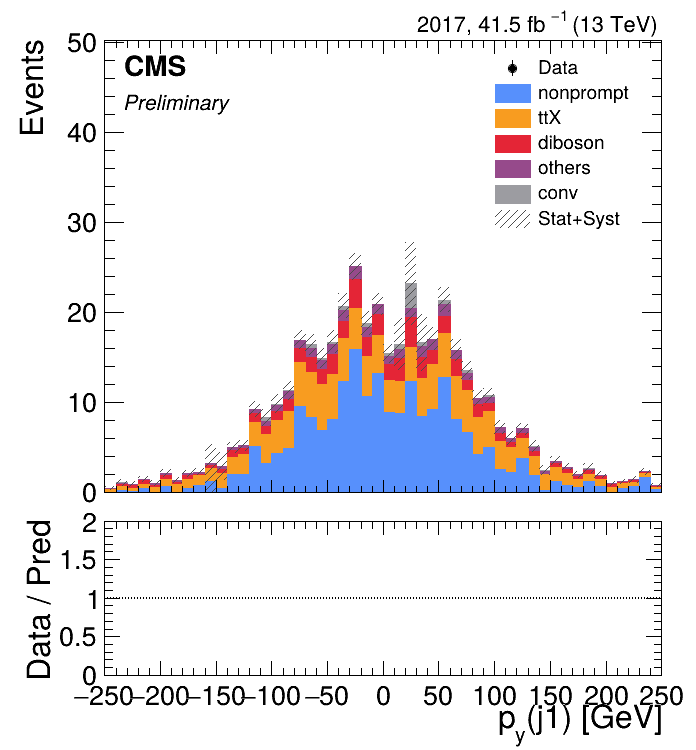 2017, 41.5 fb⁻¹ (13 TeV)
CMS
Preliminary
Data
nonprompt
ttX
diboson
others
conv
Stat+Syst
Events
50
40
30
20
10
0
Data / Pred
2
1.5
1
0.5
0
−250 −200 −150 −100 −50 0 50 100 150 200 250
p_y(j1) [GeV]